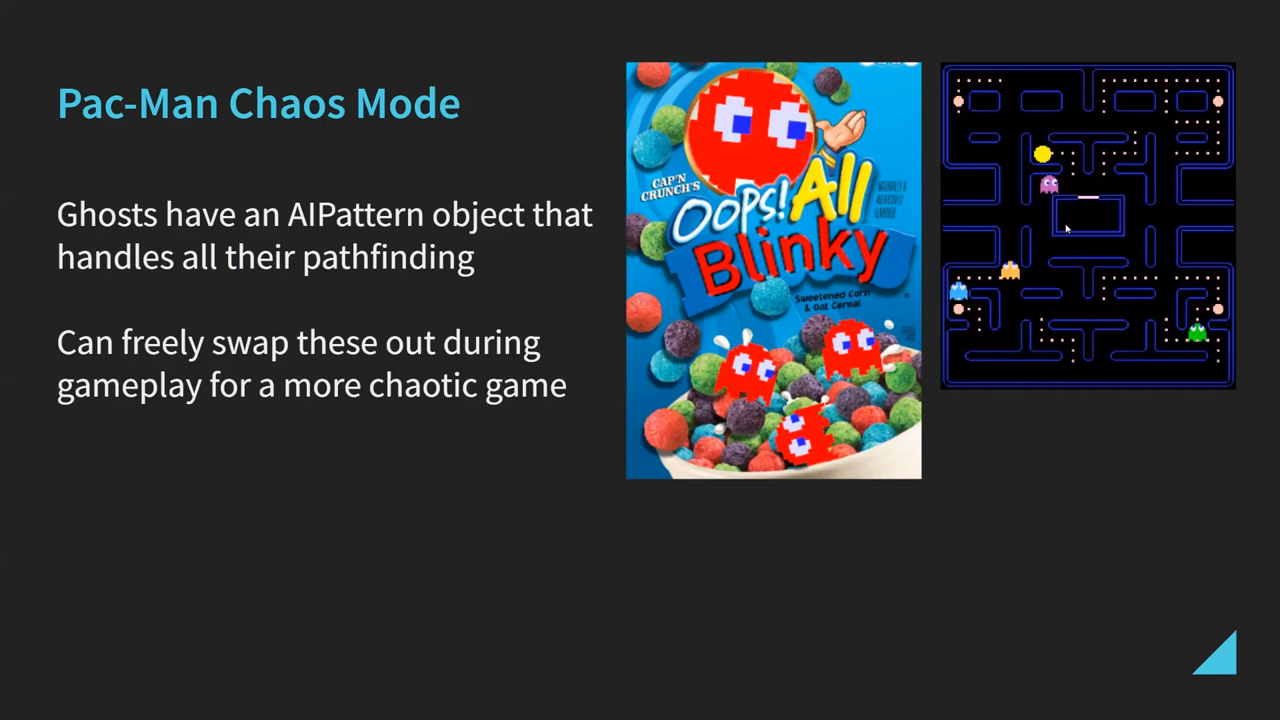 Pac-Man Chaos Mode
Ghosts have an AIPattern object that
handles all their pathfinding
Can freely swap these out during
gameplay for a more chaotic game
CAP'N
CRUNCH'S
OOPS! All
Blinky
Sweetened Corn
& Oat Cereal